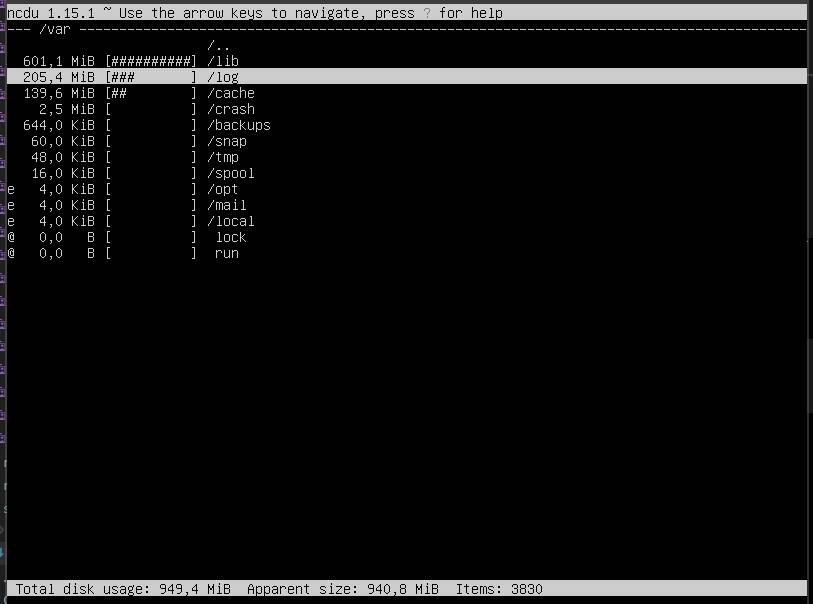 ncdu 1.15.1 ~ Use the arrow keys to navigate, press ? for help
--- /var -------------------------------------------------------------------------------------------
                         /..
  601,1 MiB [##########] /lib
  205,4 MiB [###       ] /log
  139,6 MiB [##        ] /cache
    2,5 MiB [          ] /crash
  644,0 KiB [          ] /backups
   60,0 KiB [          ] /snap
   48,0 KiB [          ] /tmp
   16,0 KiB [          ] /spool
e   4,0 KiB [          ] /opt
e   4,0 KiB [          ] /mail
e   4,0 KiB [          ] /local
@   0,0   B [          ]  lock
@   0,0   B [          ]  run
Total disk usage: 949,4 MiB  Apparent size: 940,8 MiB  Items: 3830